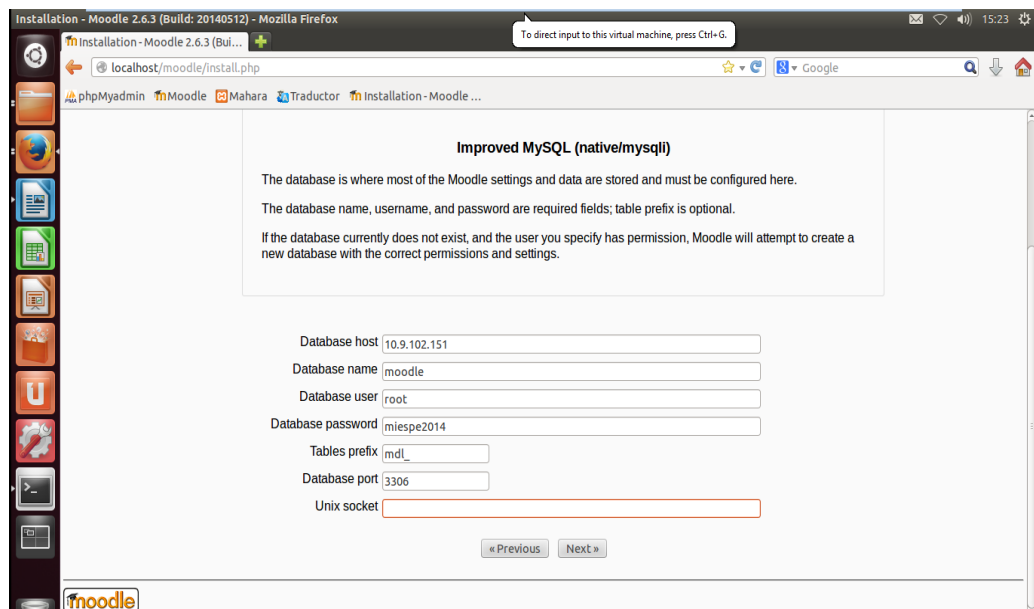 Installation - Moodle 2.6.3 (Build: 20140512) - Mozilla Firefox
15:23
To direct input to this virtual machine, press Ctrl+G.
Installation - Moodle 2.6.3 (Bui...
localhost/moodle/install.php
Google
phpMyadmin Moodle Mahara Traductor Installation - Moodle ...
Improved MySQL (native/mysqli)
The database is where most of the Moodle settings and data are stored and must be configured here.
The database name, username, and password are required fields; table prefix is optional.
If the database currently does not exist, and the user you specify has permission, Moodle will attempt to create a
new database with the correct permissions and settings.
Database host 10.9.102.151
Database name moodle
Database user root
Database password miespe2014
Tables prefix mdl_
Database port 3306
Unix socket
« Previous Next »
moodle